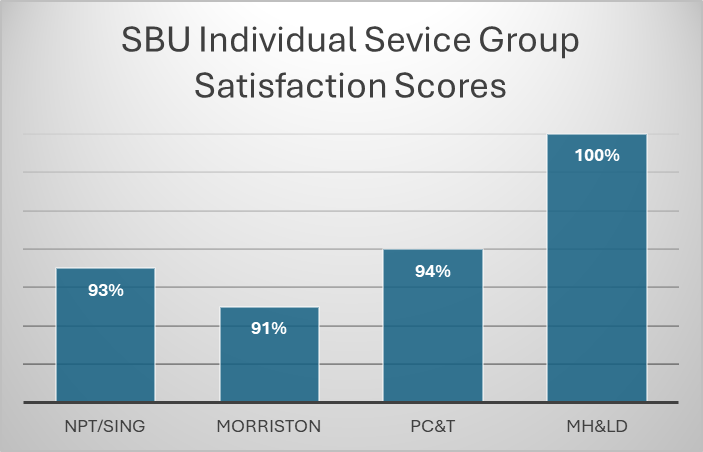 SBU Individual Sevice Group
Satisfaction Scores
100%
94%
93%
91%
NPT/SING
MORRISTON
PC&T
MH&LD